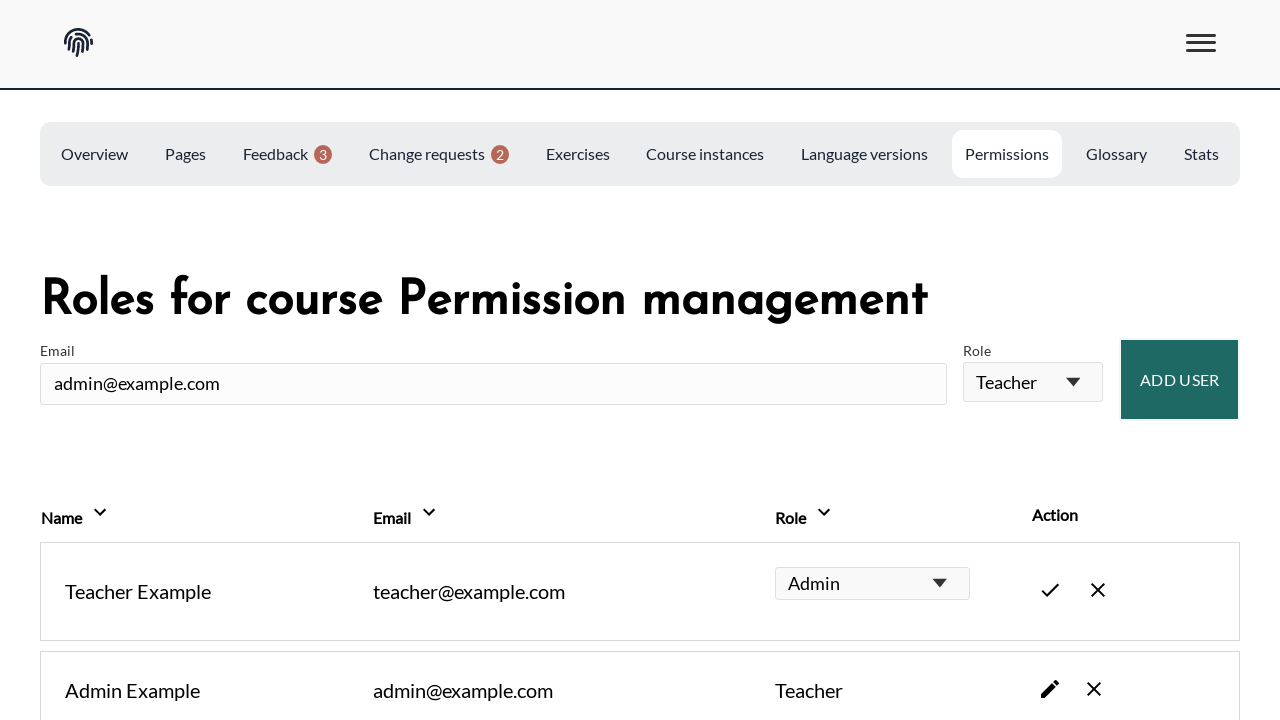 Overview Pages Feedback 3 Change requests 2 Exercises Course instances Language versions Permissions Glossary Stats
Roles for course Permission management
Email Role
admin@example.com Teacher ADD USER
Name Email Role Action
Teacher Example teacher@example.com Admin
Admin Example admin@example.com Teacher